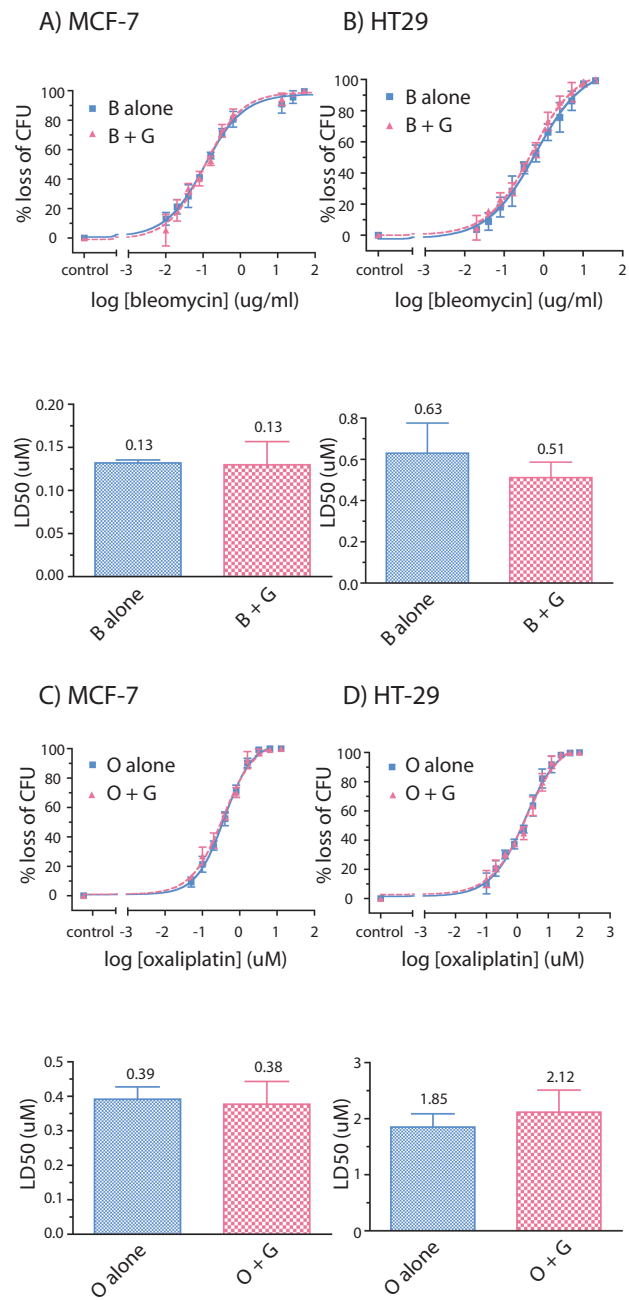 A) MCF-7
% loss of CFU
100
80
60
40
20
0
B alone
B + G
control -3 -2 -1 0 1 2
log [bleomycin] (ug/ml)
B) HT29
% loss of CFU
100
80
60
40
20
0
B alone
B + G
control -3 -2 -1 0 1 2
log [bleomycin] (ug/ml)
LD50 (uM)
0.20
0.15
0.10
0.05
0.00
0.13
0.13
B alone
B + G
LD50 (uM)
0.8
0.6
0.4
0.2
0.0
0.63
0.51
B alone
B + G
C) MCF-7
% loss of CFU
100
80
60
40
20
0
O alone
O + G
control -3 -2 -1 0 1 2
log [oxaliplatin] (uM)
D) HT-29
% loss of CFU
100
80
60
40
20
0
O alone
O + G
control -3 -2 -1 0 1 2 3
log [oxaliplatin] (uM)
LD50 (uM)
0.5
0.4
0.3
0.2
0.1
0.0
0.39
0.38
O alone
O + G
LD50 (uM)
3
2
1
0
1.85
2.12
O alone
O + G